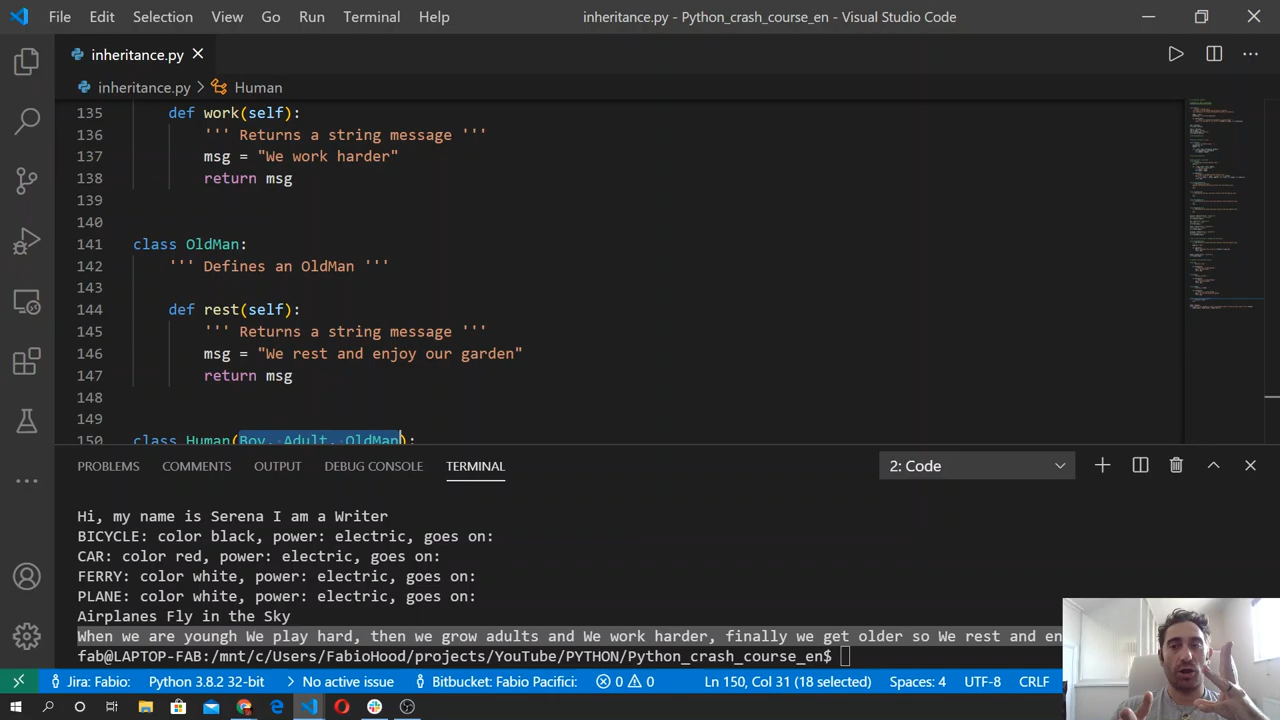 File Edit Selection View Go Run Terminal Help inheritance.py - Python_crash_course_en - Visual Studio Code
inheritance.py
inheritance.py > Human
135 def work(self):
136 ''' Returns a string message '''
137 msg = "We work harder"
138 return msg
139
140
141 class OldMan:
142 ''' Defines an OldMan '''
143
144 def rest(self):
145 ''' Returns a string message '''
146 msg = "We rest and enjoy our garden"
147 return msg
148
149
150 class Human(Boy, Adult, OldMan):
PROBLEMS COMMENTS OUTPUT DEBUG CONSOLE TERMINAL 2: Code
Hi, my name is Serena I am a Writer
BICYCLE: color black, power: electric, goes on:
CAR: color red, power: electric, goes on:
FERRY: color white, power: electric, goes on:
PLANE: color white, power: electric, goes on:
Airplanes Fly in the Sky
When we are youngh We play hard, then we grow adults and We work harder, finally we get older so We rest and en
fab@LAPTOP-FAB:/mnt/c/Users/FabioHood/projects/YouTube/PYTHON/Python_crash_course_en$
Jira: Fabio: Python 3.8.2 32-bit No active issue Bitbucket: Fabio Pacifici: 0 0 Ln 150, Col 31 (18 selected) Spaces: 4 UTF-8 CRLF